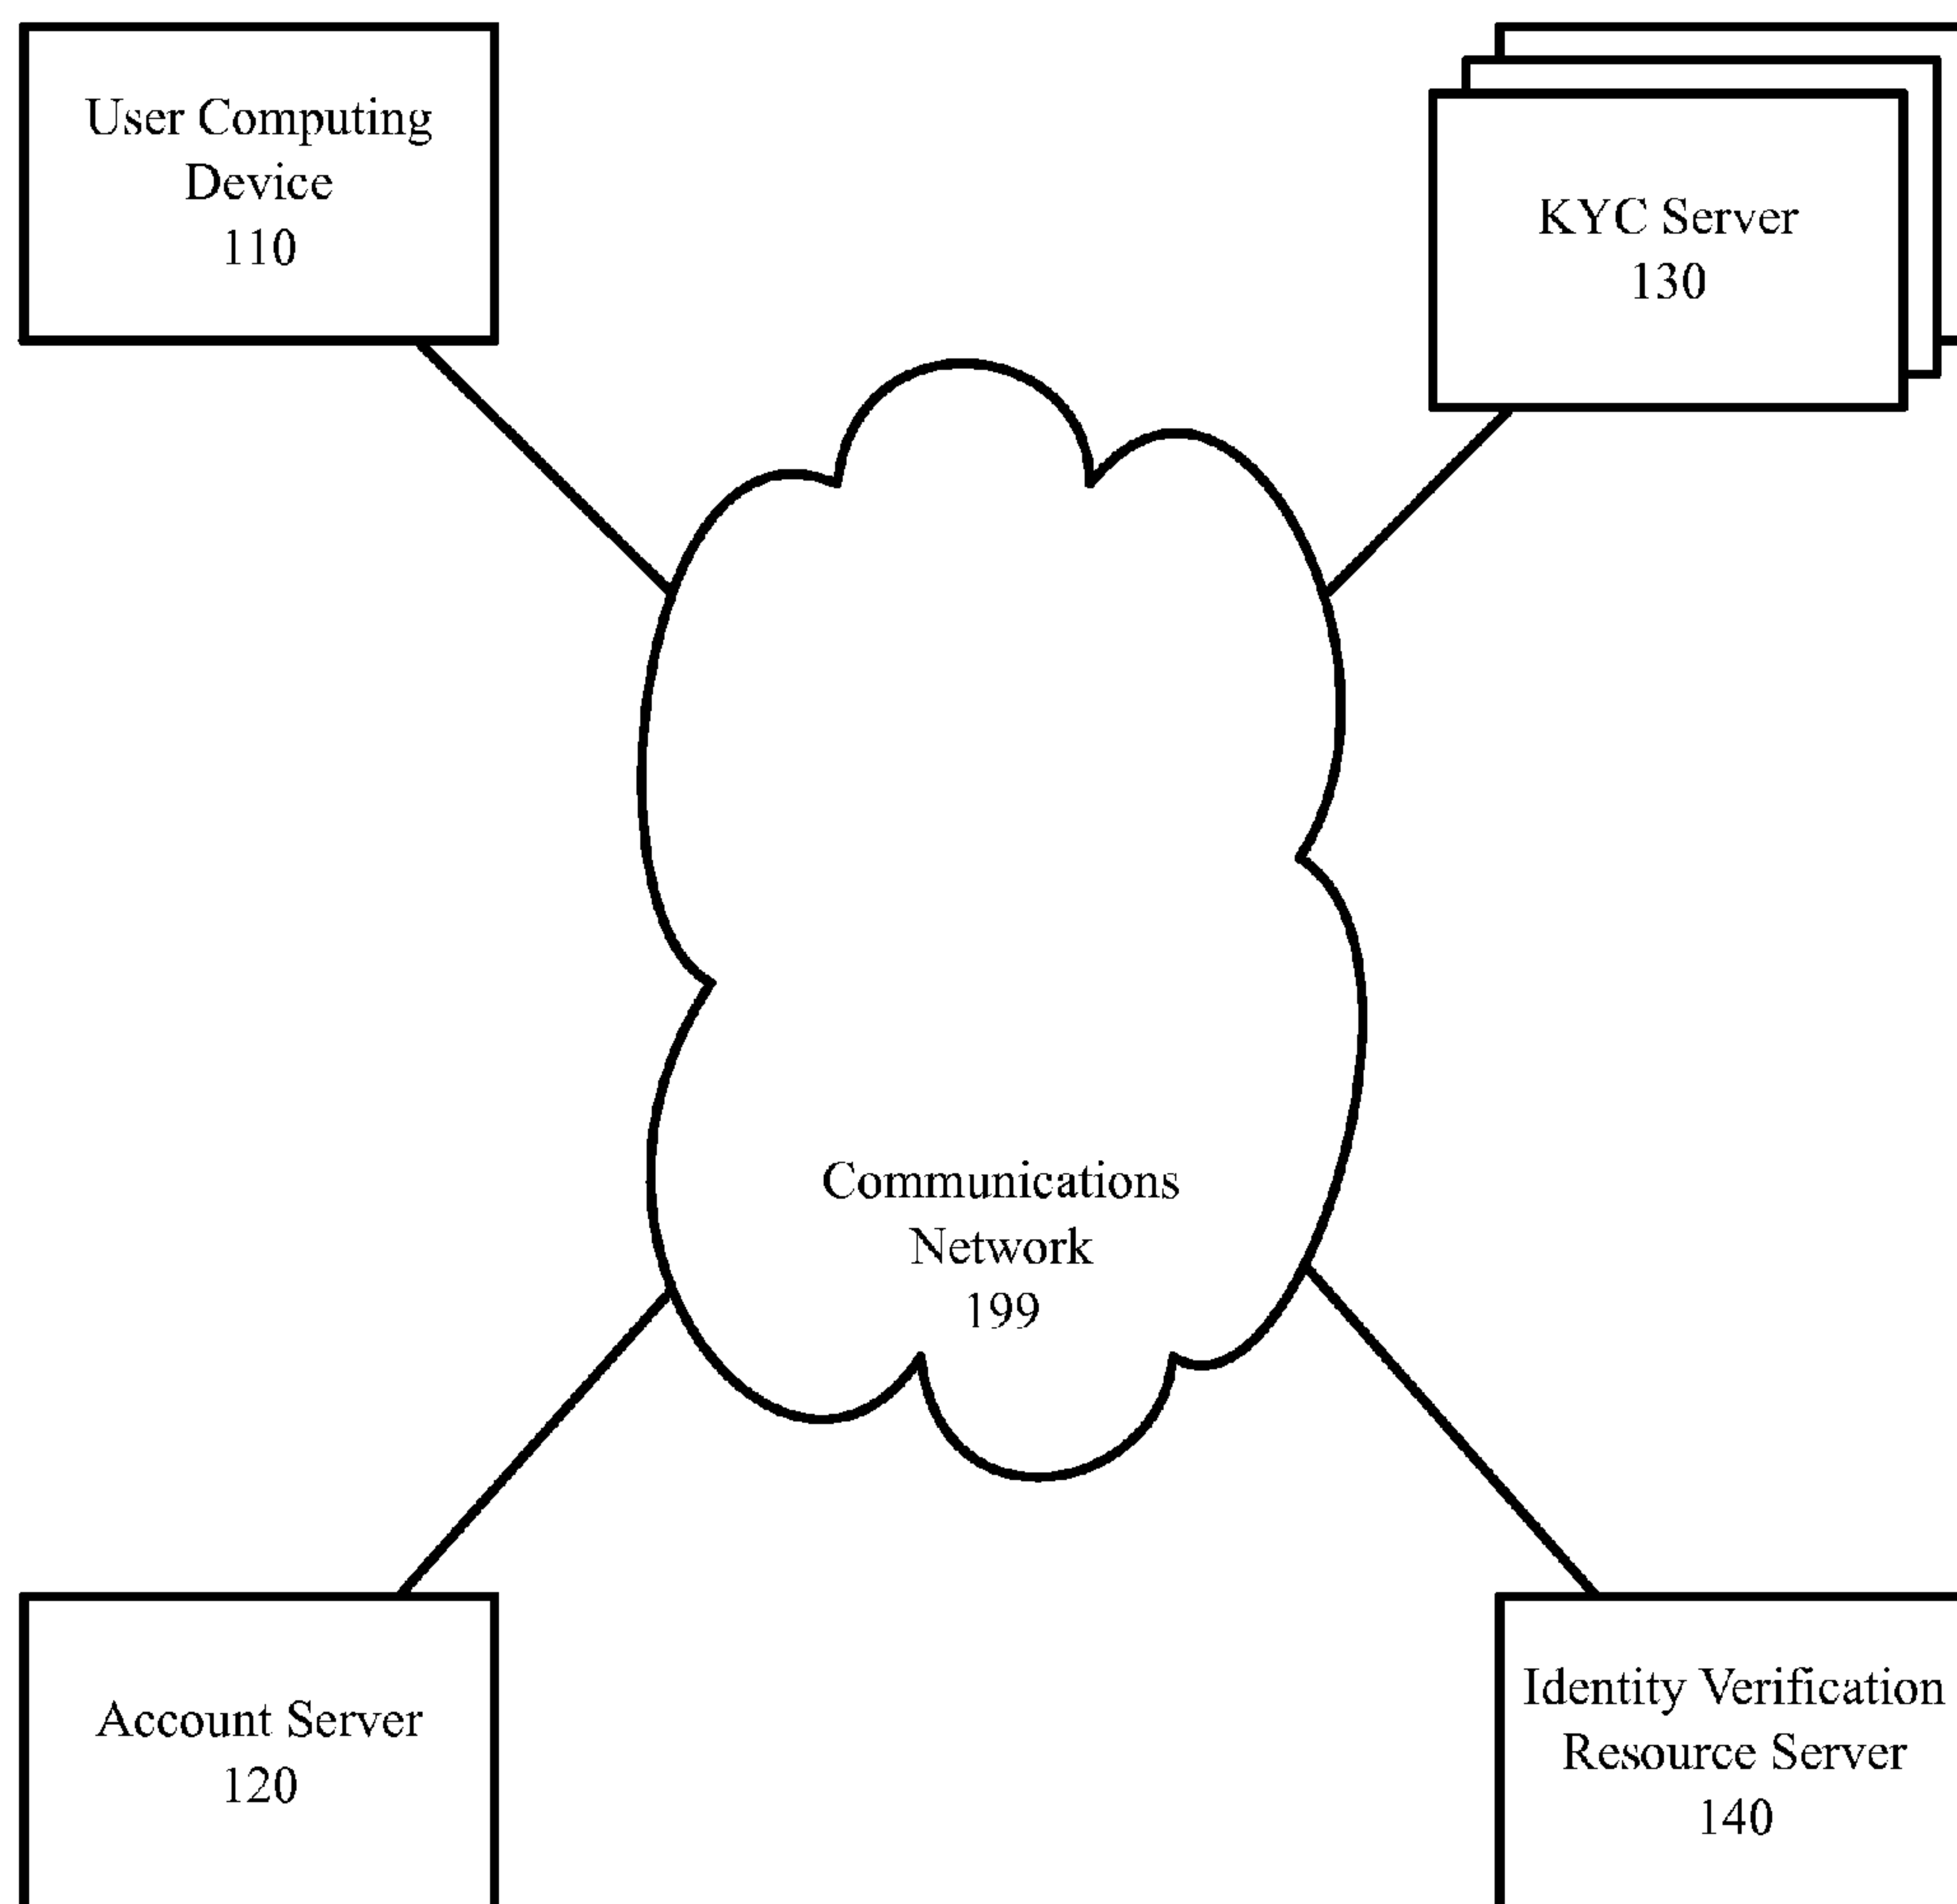 User Computing
Device
110
KYC Server
130
Communications
Network
199
Account Server
120
Identity Verification
Resource Server
140